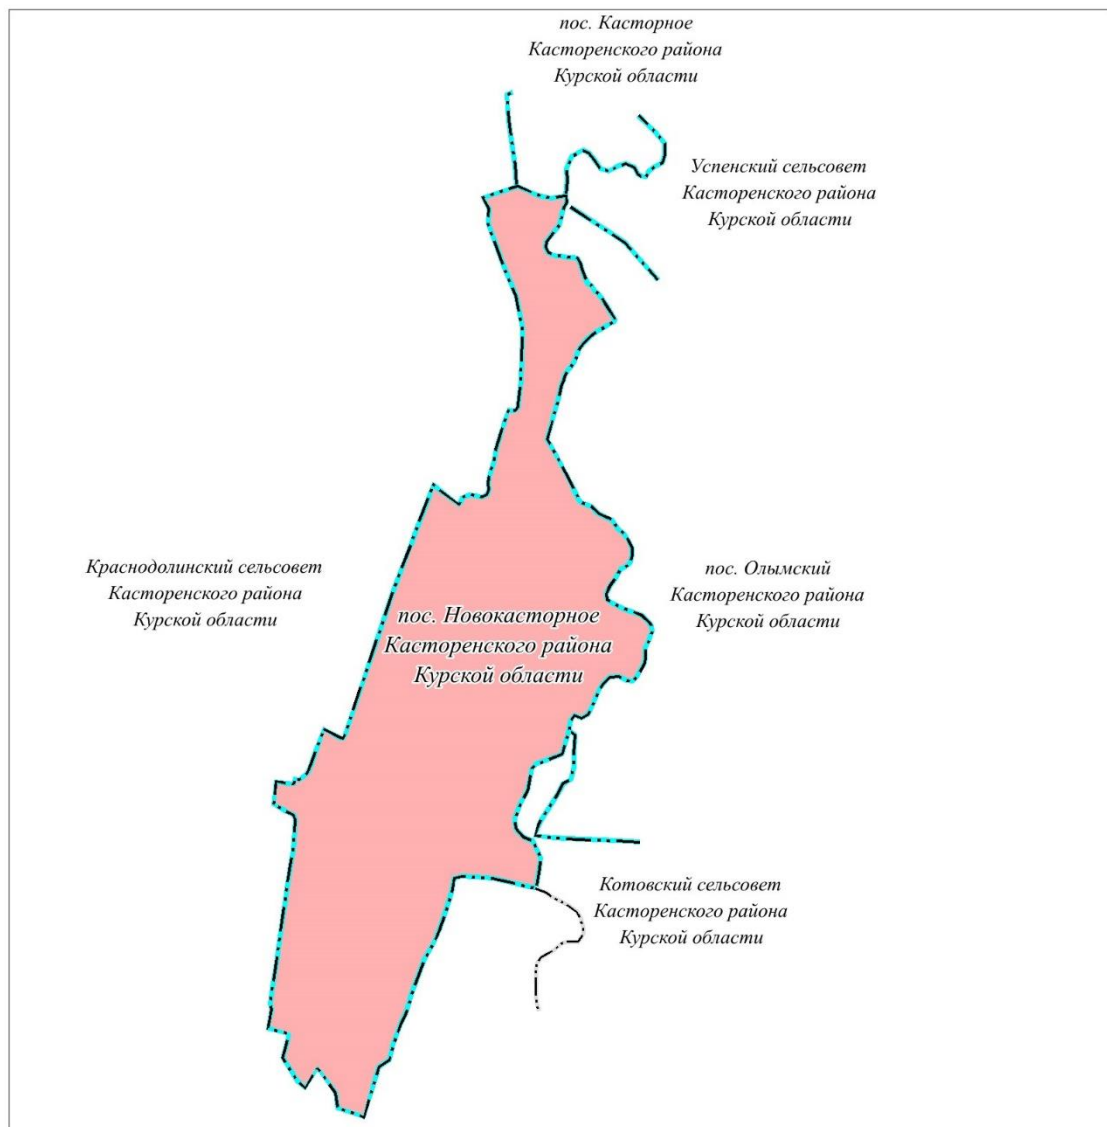 пос. Касторное
Касторенского района
Курской области
Успенский сельсовет
Касторенского района
Курской области
Краснодолинский сельсовет
Касторенского района
Курской области
пос. Олымский
Касторенского района
Курской области
пос. Новокасторное
Касторенского района
Курской области
Котовский сельсовет
Касторенского района
Курской области